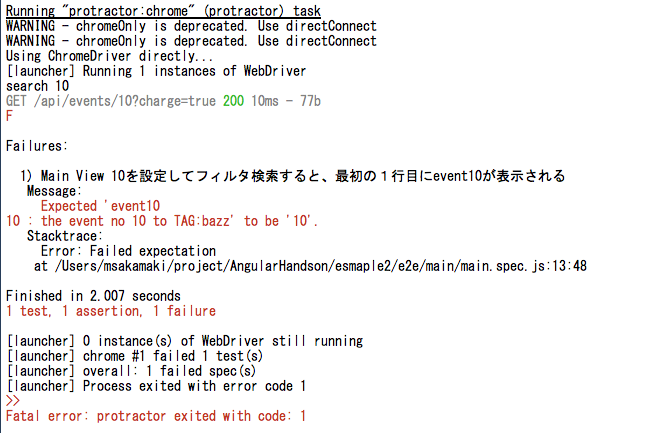 Running "protractor:chrome" (protractor) task
WARNING - chromeOnly is deprecated. Use directConnect
WARNING - chromeOnly is deprecated. Use directConnect
Using ChromeDriver directly...
[launcher] Running 1 instances of WebDriver
search 10
GET /api/events/10?charge=true 200 10ms - 77b
F
Failures:
1) Main View 10を設定してフィルタ検索すると、最初の１行目にevent10が表示される
Message:
Expected 'event10
10 : the event no 10 to TAG:bazz' to be '10'.
Stacktrace:
Error: Failed expectation
at /Users/msakamaki/project/AngularHandson/esmaple2/e2e/main/main.spec.js:13:48
Finished in 2.007 seconds
1 test, 1 assertion, 1 failure
[launcher] 0 instance(s) of WebDriver still running
[launcher] chrome #1 failed 1 test(s)
[launcher] overall: 1 failed spec(s)
[launcher] Process exited with error code 1
>>
Fatal error: protractor exited with code: 1